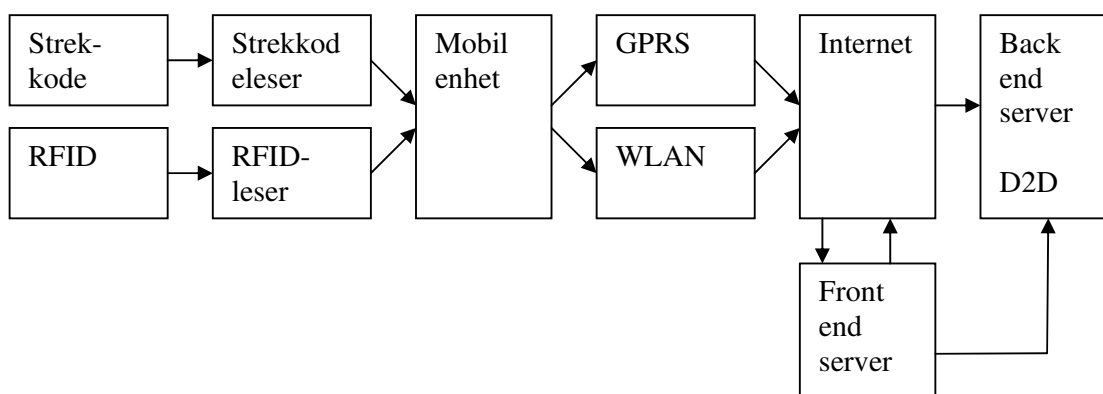 Strek-
kode
Strekkod
eleser
Mobil
enhet
GPRS
Internet
Back
end
server
D2D
RFID
RFID-
leser
WLAN
Front
end
server